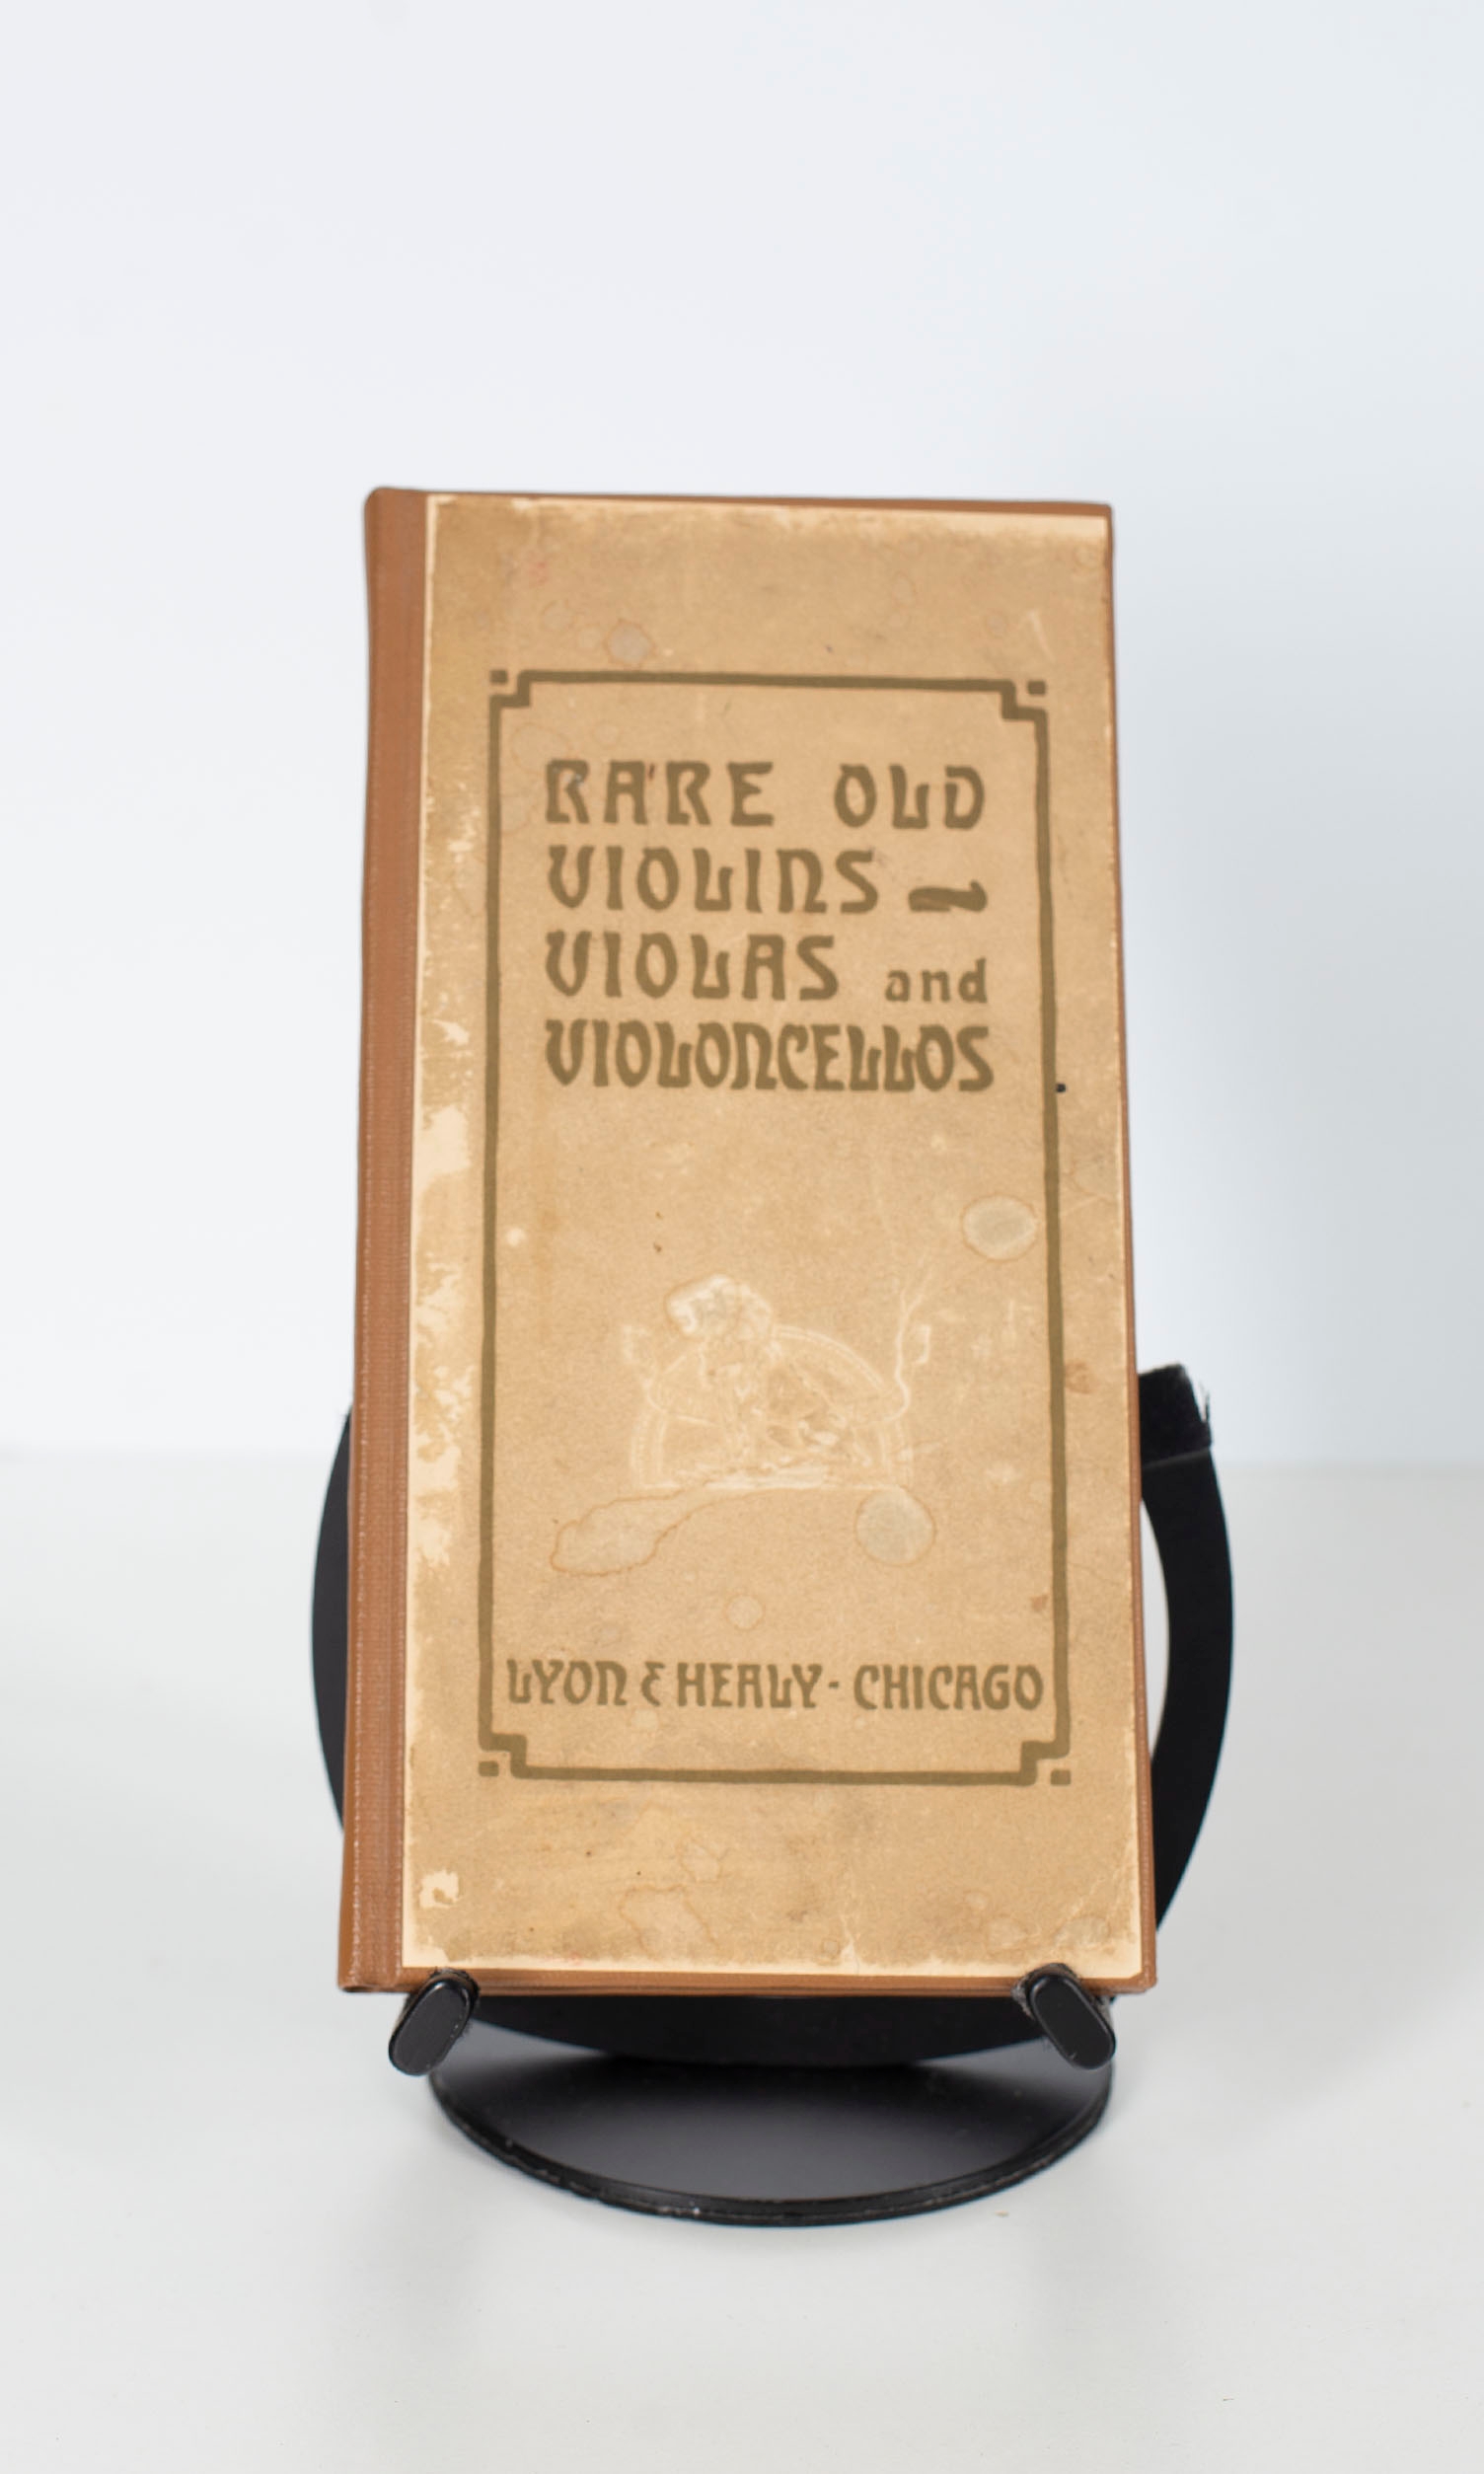 RARE OLD
VIOLINS ~
VIOLAS and
VIOLONCELLOS
LYON & HEALY - CHICAGO